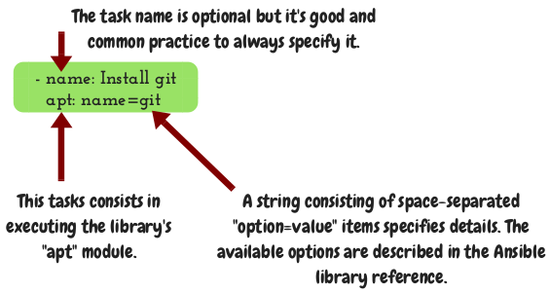 The task name is optional but it's good and
common practice to always specify it.
- name: Install git
apt: name=git
This tasks consists in
executing the library's
"apt" module.
A string consisting of space-separated
"option=value" items specifies details. The
available options are described in the Ansible
library reference.